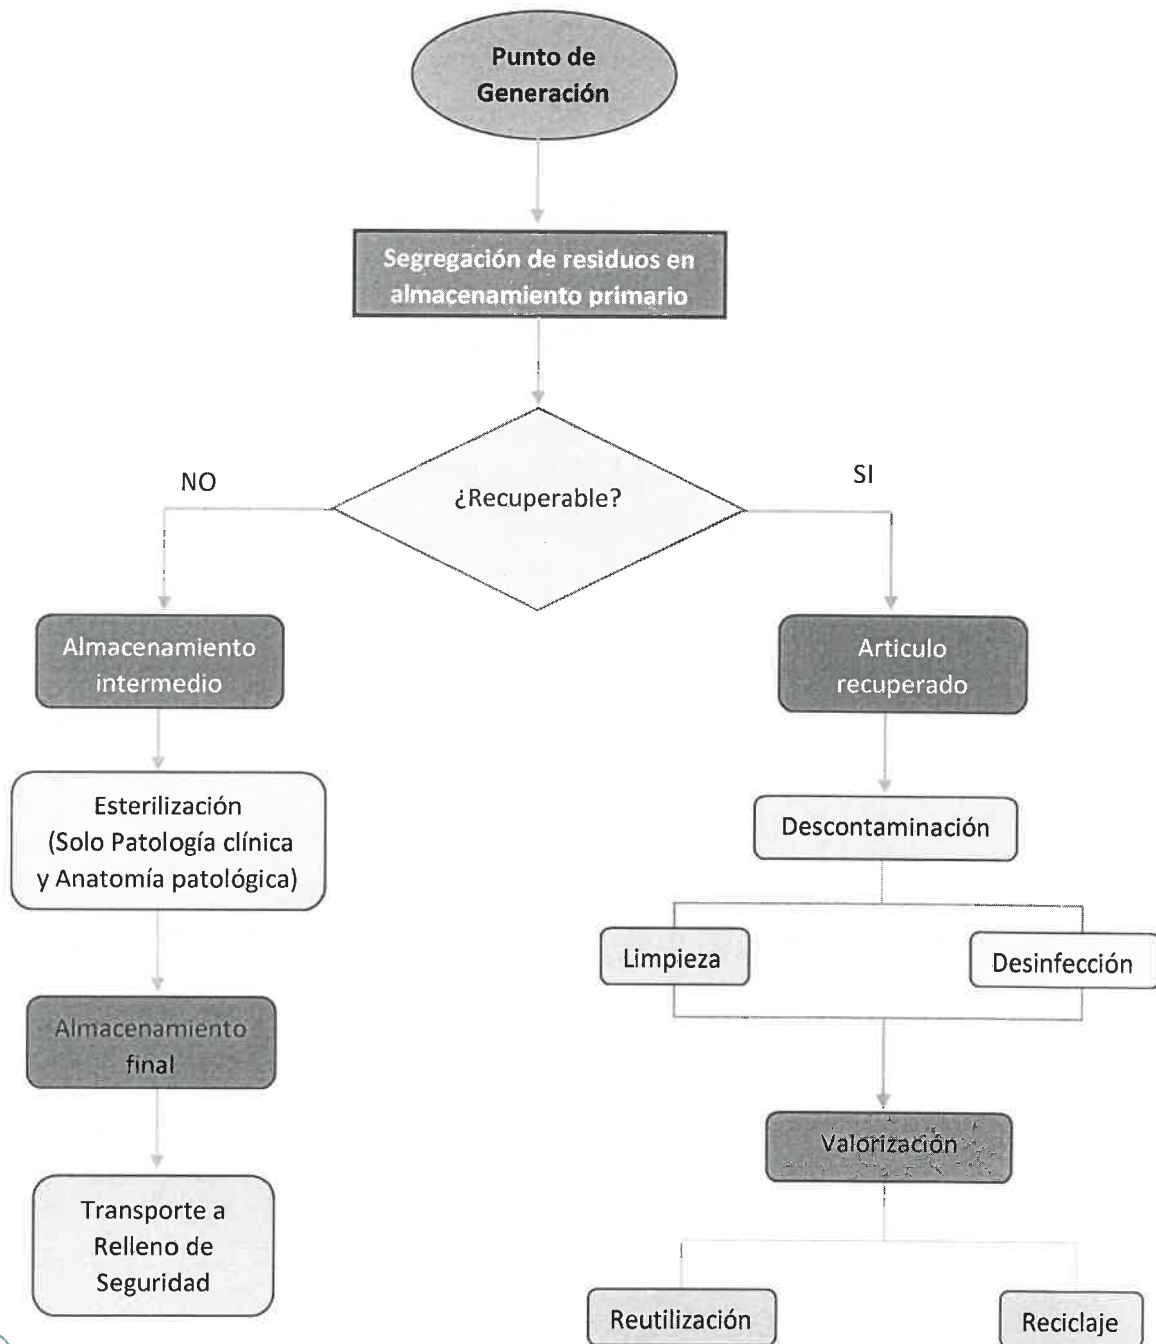 Punto de
Generación
Segregación de residuos en
almacenamiento primario
¿Recuperable?
NO
SI
Almacenamiento
intermedio
Esterilización
(Solo Patología clínica
y Anatomía patológica)
Almacenamiento
final
Transporte a
Relleno de
Seguridad
Articulo
recuperado
Descontaminación
Limpieza
Desinfección
Valorización
Reutilización
Reciclaje